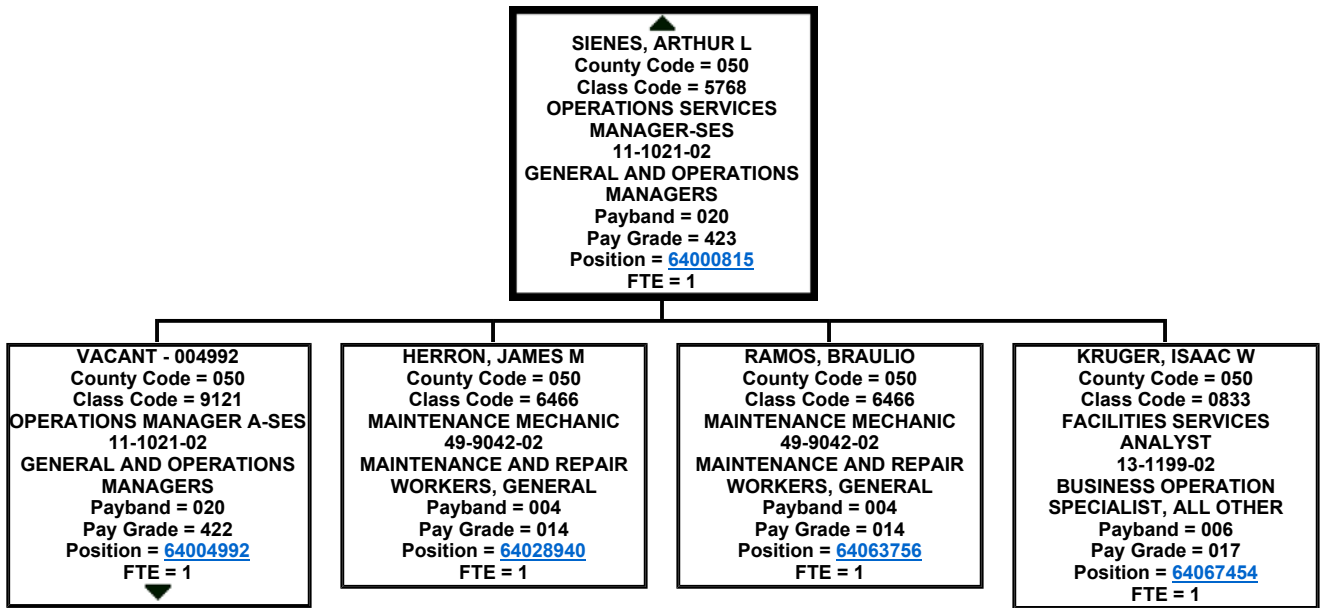 SIENES, ARTHUR L
County Code = 050
Class Code = 5768
OPERATIONS SERVICES
MANAGER-SES
11-1021-02
GENERAL AND OPERATIONS
MANAGERS
Payband = 020
Pay Grade = 423
Position = 64000815
FTE = 1
VACANT - 004992
County Code = 050
Class Code = 9121
OPERATIONS MANAGER A-SES
11-1021-02
GENERAL AND OPERATIONS
MANAGERS
Payband = 020
Pay Grade = 422
Position = 64004992
FTE = 1
HERRON, JAMES M
County Code = 050
Class Code = 6466
MAINTENANCE MECHANIC
49-9042-02
MAINTENANCE AND REPAIR
WORKERS, GENERAL
Payband = 004
Pay Grade = 014
Position = 64028940
FTE = 1
RAMOS, BRAULIO
County Code = 050
Class Code = 6466
MAINTENANCE MECHANIC
49-9042-02
MAINTENANCE AND REPAIR
WORKERS, GENERAL
Payband = 004
Pay Grade = 014
Position = 64063756
FTE = 1
KRUGER, ISAAC W
County Code = 050
Class Code = 0833
FACILITIES SERVICES
ANALYST
13-1199-02
BUSINESS OPERATION
SPECIALIST, ALL OTHER
Payband = 006
Pay Grade = 017
Position = 64067454
FTE = 1